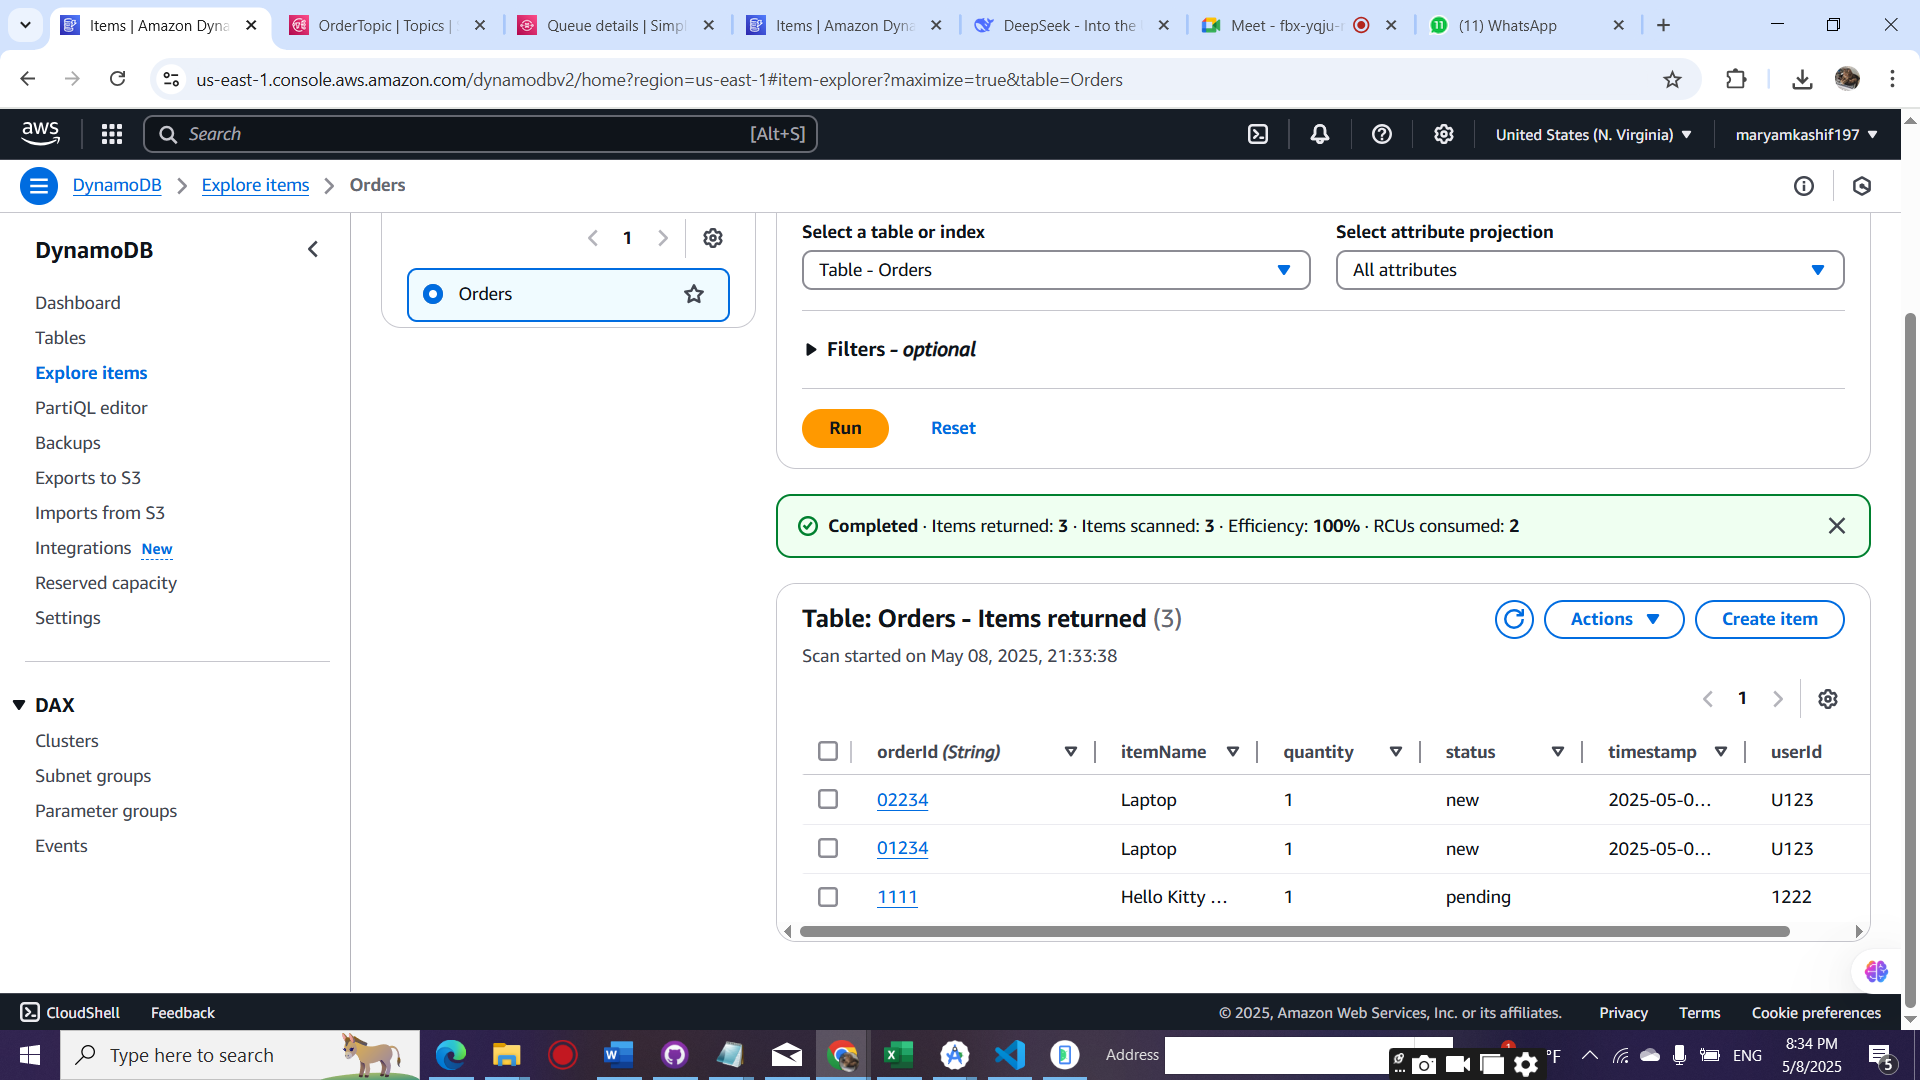 Items | Amazon Dyna
OrderTopic | Topics |
Queue details | Simpl
Items | Amazon Dyna
DeepSeek - Into the
Meet - fbx-yqju-
(11) WhatsApp
us-east-1.console.aws.amazon.com/dynamodbv2/home?region=us-east-1#item-explorer?maximize=true&table=Orders
aws
Search
[Alt+S]
United States (N. Virginia)
maryamkashif197
DynamoDB
Explore items
Orders
DynamoDB
Dashboard
Tables
Explore items
PartiQL editor
Backups
Exports to S3
Imports from S3
Integrations New
Reserved capacity
Settings
DAX
Clusters
Subnet groups
Parameter groups
Events
1
Orders
Select a table or index
Table - Orders
Select attribute projection
All attributes
Filters - optional
Run
Reset
Completed · Items returned: 3 · Items scanned: 3 · Efficiency: 100% · RCUs consumed: 2
Table: Orders - Items returned (3)
Scan started on May 08, 2025, 21:33:38
Actions
Create item
1
orderId (String) itemName quantity status timestamp userId
02234 Laptop 1 new 2025-05-0... U123
01234 Laptop 1 new 2025-05-0... U123
1111 Hello Kitty ... 1 pending 1222
CloudShell
Feedback
© 2025, Amazon Web Services, Inc. or its affiliates.
Privacy
Terms
Cookie preferences
Type here to search
Address
ENG
8:34 PM
5/8/2025
5